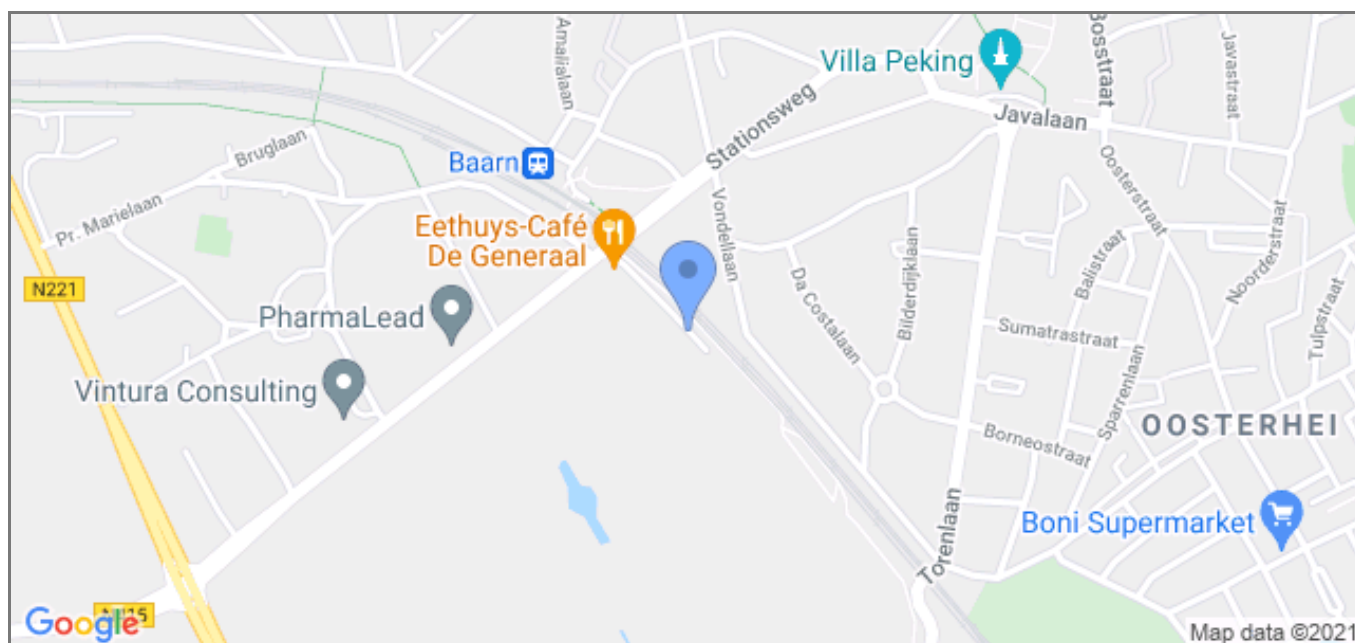 Amalialaan
Villa Peking
Bosstraat
Javastraat
Javalaan
Stationsweg
Bruglaan
Baarn
Oosterstraat
Vondellaan
Pr. Marielaan
Eethuys-Café
De Generaal
Noorderstraat
Balistraat
N221
Da Costalaan
Bilderdijklaan
PharmaLead
Sumatrastraat
Tulpstraat
Vintura Consulting
Sparrenlaan
OOSTERHEI
Borneostraat
Torenlaan
Boni Supermarket
Google
Map data ©2021